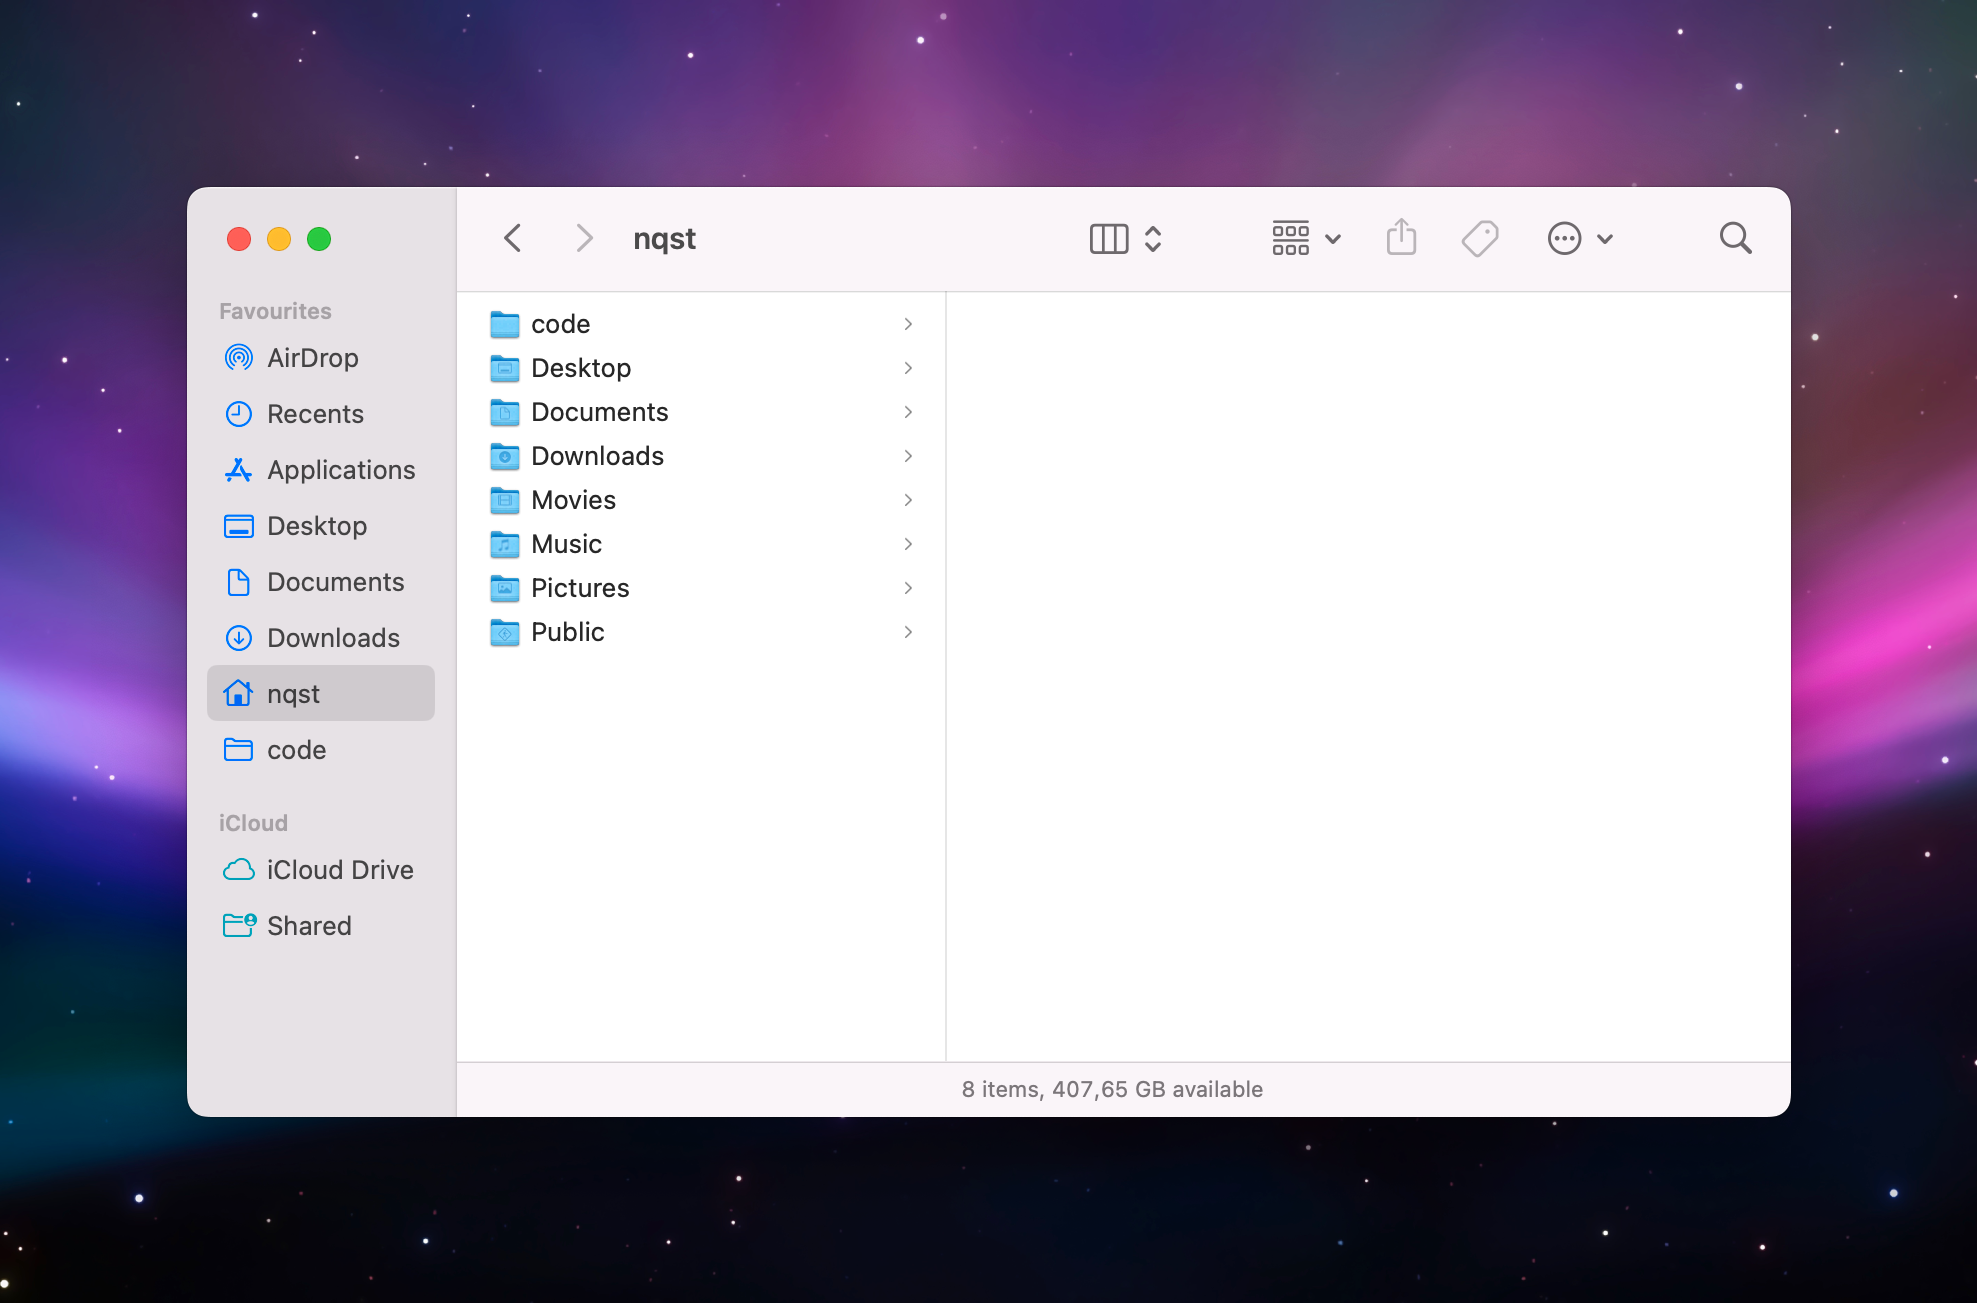 nqst
Favourites
AirDrop
Recents
Applications
Desktop
Documents
Downloads
nqst
code
iCloud
iCloud Drive
Shared
code
Desktop
Documents
Downloads
Movies
Music
Pictures
Public
8 items, 407,65 GB available